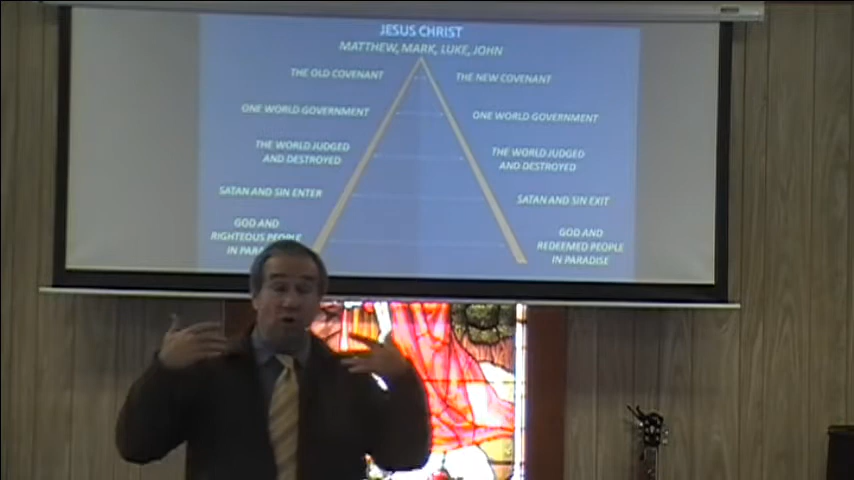 JESUS CHRIST
MATTHEW, MARK, LUKE, JOHN
THE OLD COVENANT
THE NEW COVENANT
ONE WORLD GOVERNMENT
ONE WORLD GOVERNMENT
THE WORLD JUDGED
AND DESTROYED
THE WORLD JUDGED
AND DESTROYED
SATAN AND SIN ENTER
SATAN AND SIN EXIT
GOD AND
RIGHTEOUS PEOPLE
IN
GOD AND
REDEEMED PEOPLE
IN PARADISE